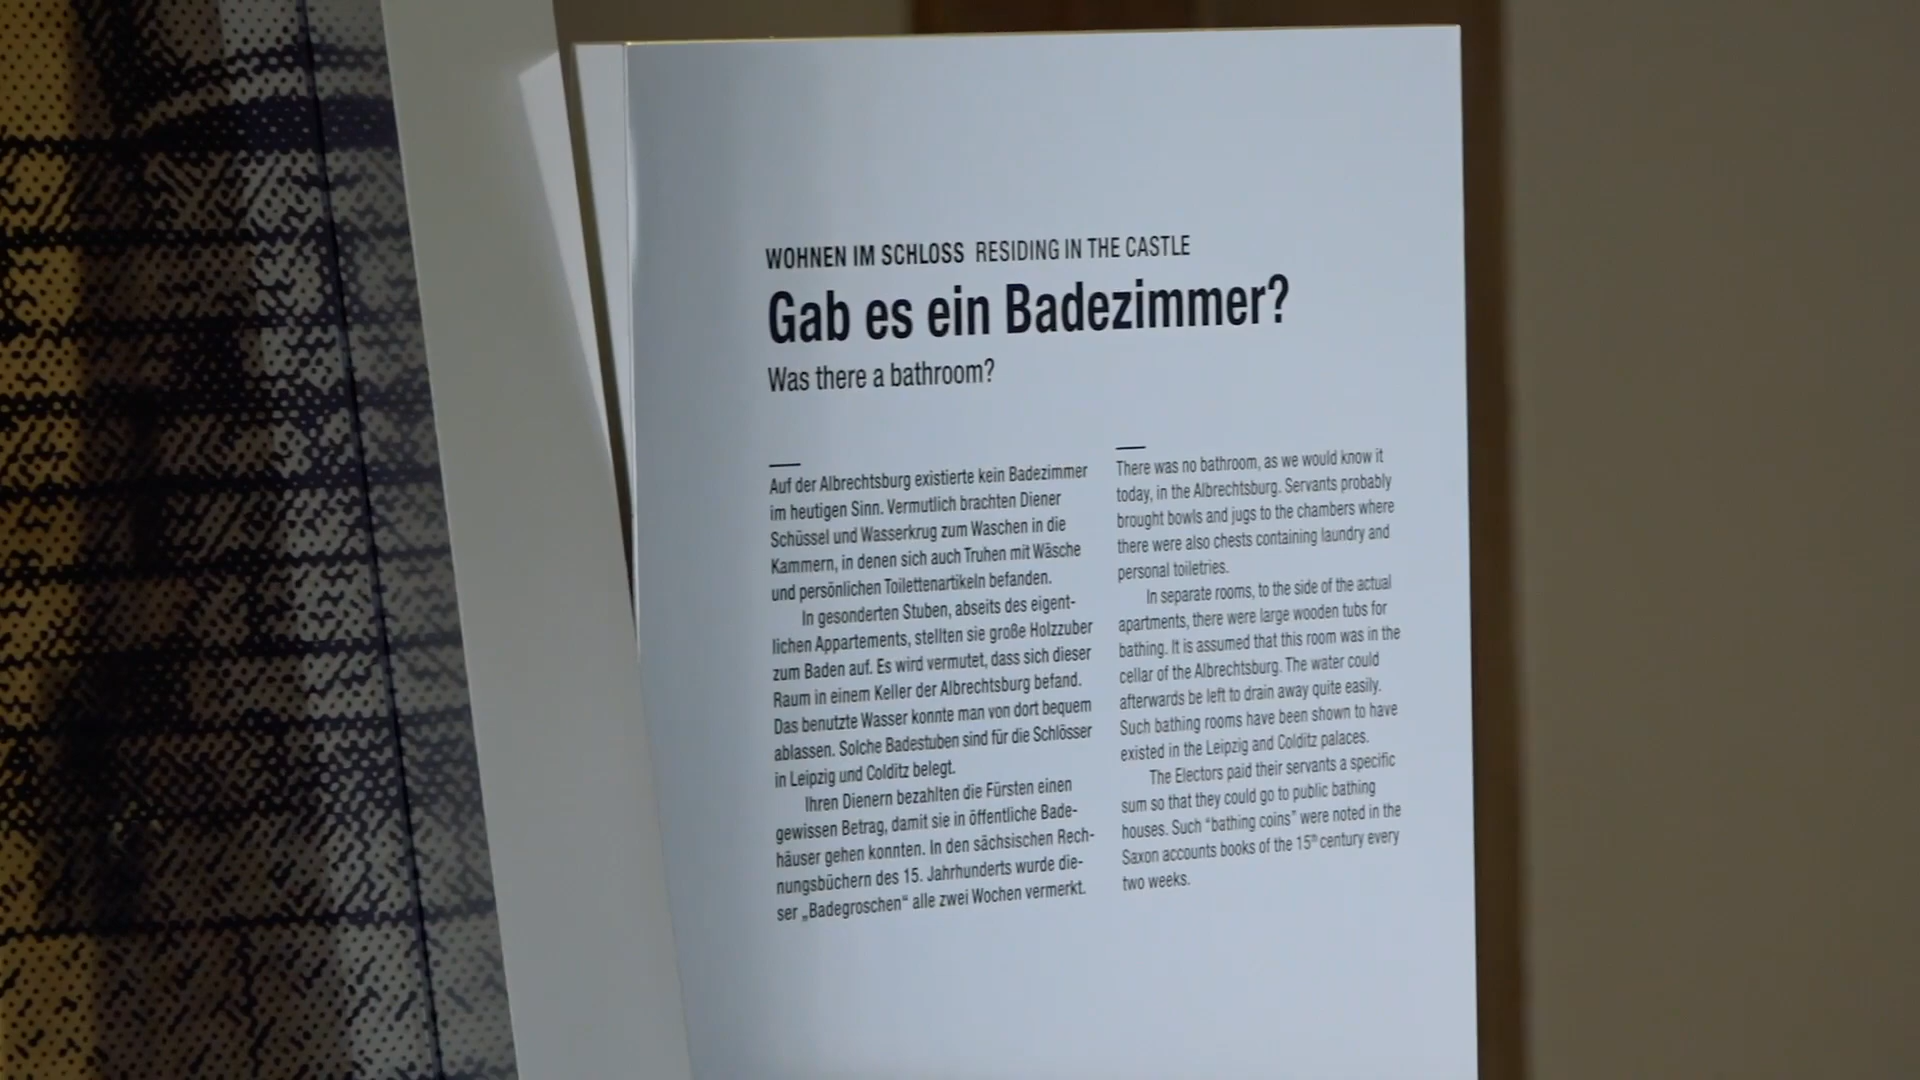 WOHNEN IM SCHLOSS RESIDING IN THE CASTLE
Gab es ein Badezimmer?
Was there a bathroom?
Auf der Albrechtsburg existierte kein Badezimmer
im heutigen Sinn. Vermutlich brachten Diener
Schüssel und Wasserkrug zum Waschen in die
Kammern, in denen sich auch Truhen mit Wäsche
und persönlichen Toilettenartikeln befanden.
In gesonderten Stuben, abseits des eigent-
lichen Appartements, stellten sie große Holzzuber
zum Baden auf. Es wird vermutet, dass sich dieser
Raum in einem Keller der Albrechtsburg befand.
Das benutzte Wasser konnte man von dort bequem
ablassen. Solche Badestuben sind für die Schlösser
in Leipzig und Colditz belegt.
Ihren Dienern bezahlten die Fürsten einen
gewissen Betrag, damit sie in öffentliche Bade-
häuser gehen konnten. In den sächsischen Rech-
nungsbüchern des 15. Jahrhunderts wurde die-
ser „Badegroschen“ alle zwei Wochen vermerkt.
There was no bathroom, as we would know it
today, in the Albrechtsburg. Servants probably
brought bowls and jugs to the chambers where
there were also chests containing laundry and
personal toiletries.
In separate rooms, to the side of the actual
apartments, there were large wooden tubs for
bathing. It is assumed that this room was in the
cellar of the Albrechtsburg. The water could
afterwards be left to drain away quite easily.
Such bathing rooms have been shown to have
existed in the Leipzig and Colditz palaces.
The Electors paid their servants a specific
sum so that they could go to public bathing
houses. Such “bathing coins” were noted in the
Saxon accounts books of the 15th century every
two weeks.